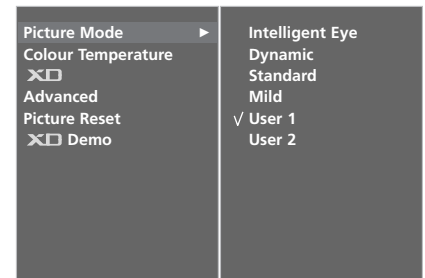 Picture Mode ►
Colour Temperature
XD
Advanced
Picture Reset
XD Demo
Intelligent Eye
Dynamic
Standard
Mild
√ User 1
User 2